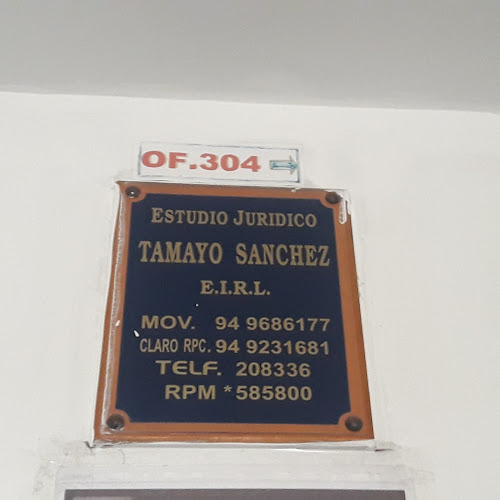 OF.304
ESTUDIO JURIDICO
TAMAYO SANCHEZ
E.I.R.L.
MOV. 94 9686177
CLARO RPC. 94 9231681
TELF. 208336
RPM *585800